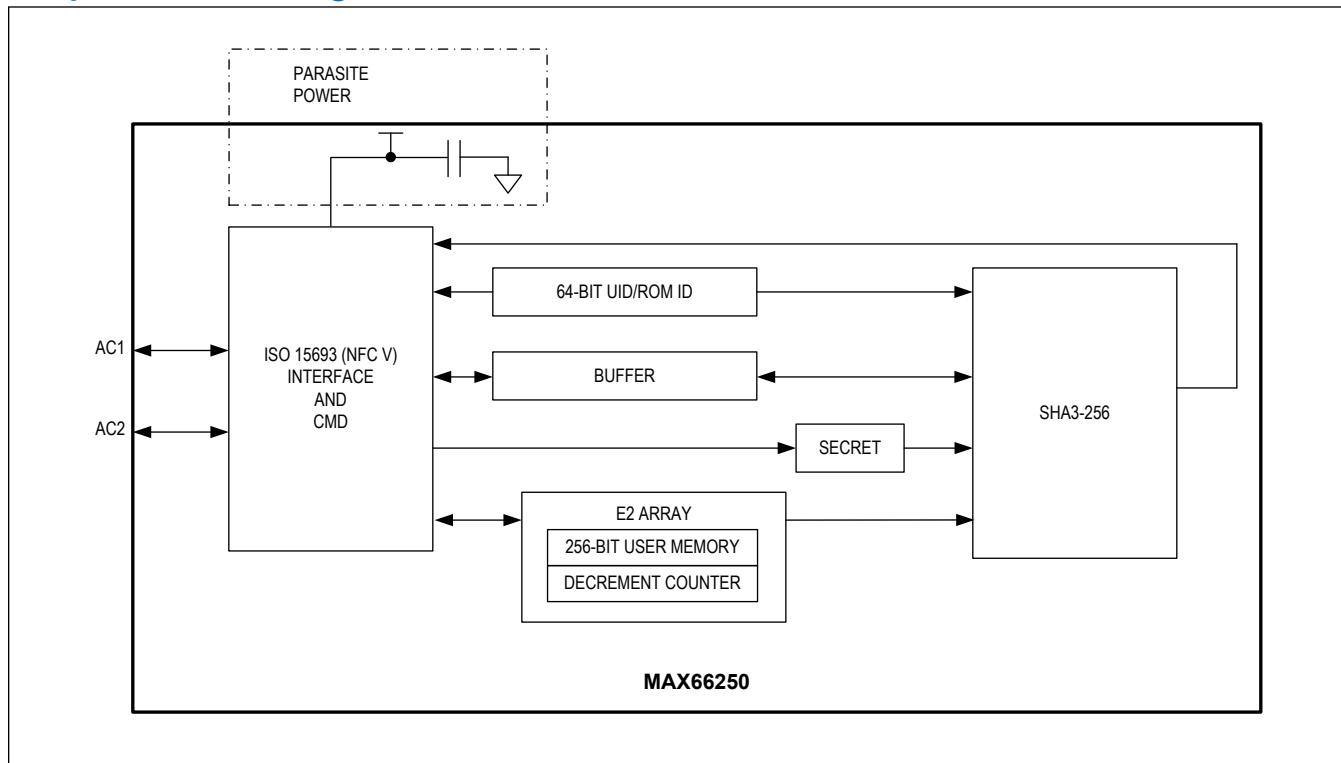 PARASITE
POWER
64-BIT UID/ROM ID
AC1
ISO 15693 (NFC V)
INTERFACE
AND
CMD
BUFFER
SHA3-256
AC2
SECRET
E2 ARRAY
256-BIT USER MEMORY
DECREMENT COUNTER
MAX66250